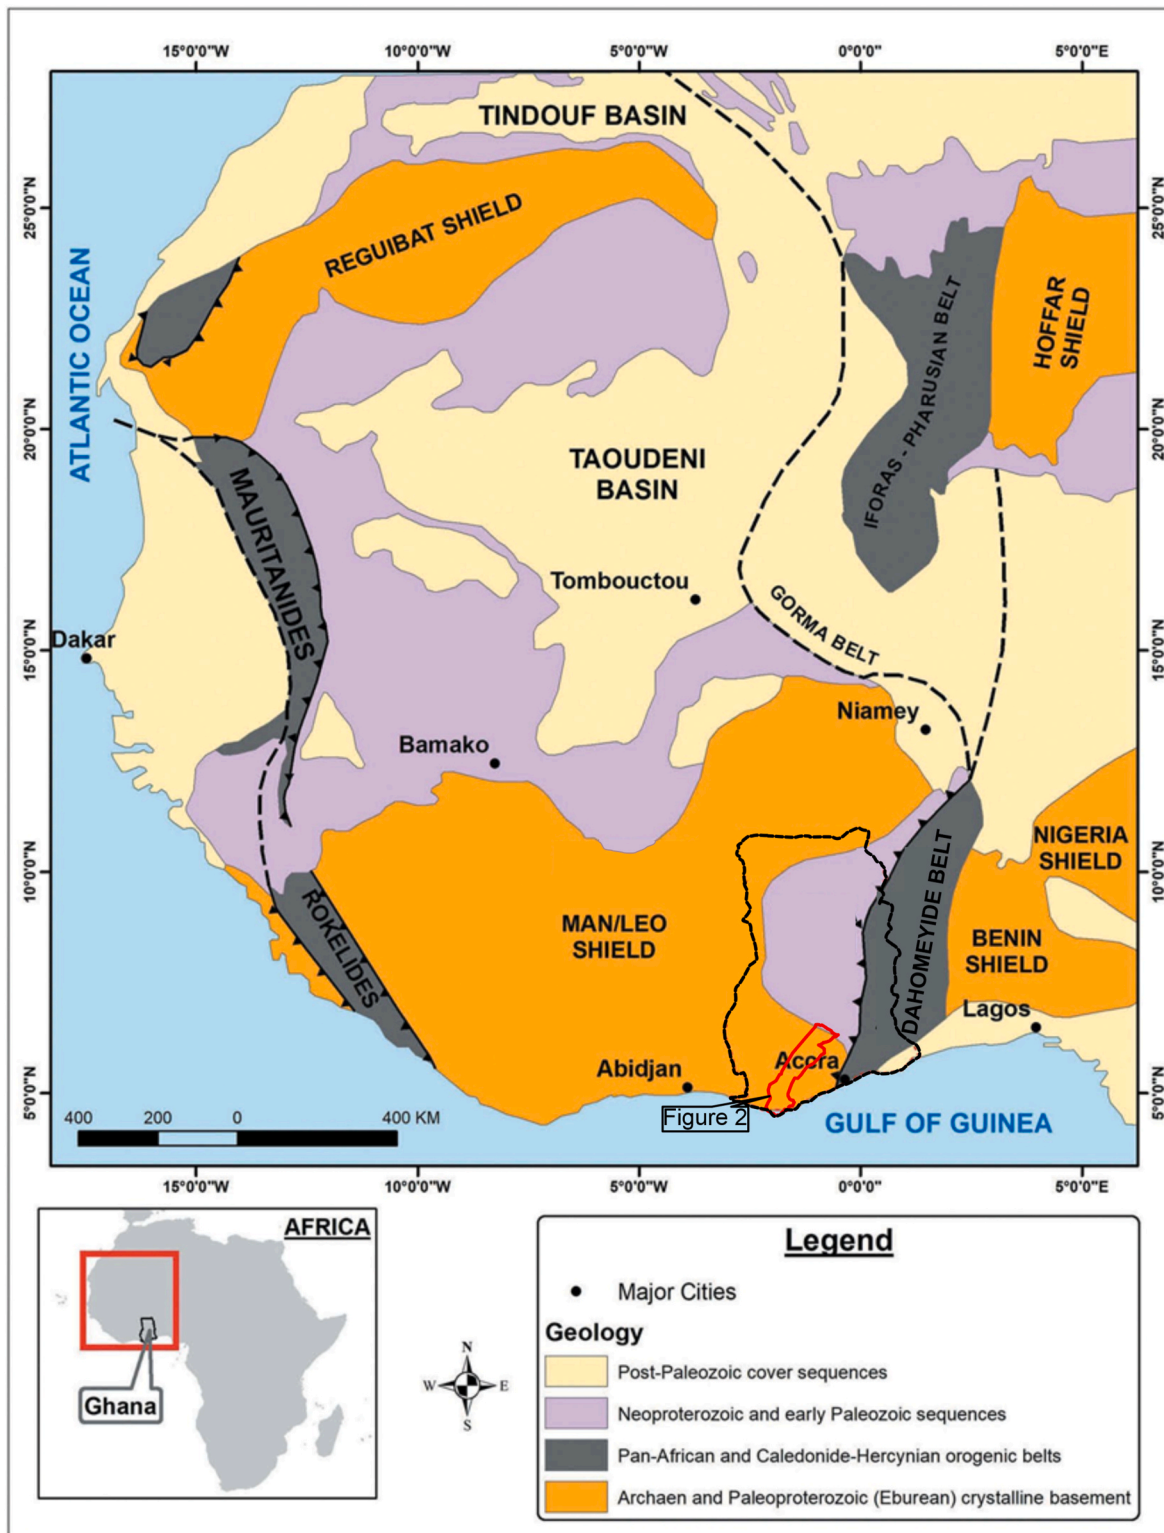 15°0'0"W
10°0'0"W
5°0'0"W
0°0'0"
5°0'0"E
TINDOUF BASIN
25°0'0"N
25°0'0"N
REGUIBAT SHIELD
ATLANTIC OCEAN
IFORAS - PHARUSIAN BELT
HOFFAR
SHIELD
20°0'0"N
20°0'0"N
MAURITANIDES
TAOUDENI
BASIN
Tombouctou
GORMA BELT
Dakar
15°0'0"N
15°0'0"N
Niamey
Bamako
NIGERIA
SHIELD
10°0'0"N
10°0'0"N
ROKELIDES
MAN/LEO
SHIELD
DAHOMEYIDE BELT
BENIN
SHIELD
Lagos
Abidjan
Accra
5°0'0"N
5°0'0"N
400 200 0 400 KM
Figure 2
GULF OF GUINEA
15°0'0"W
10°0'0"W
5°0'0"W
0°0'0"
5°0'0"E
AFRICA
Ghana
N
W
E
S
Legend
Major Cities
Geology
Post-Paleozoic cover sequences
Neoproterozoic and early Paleozoic sequences
Pan-African and Caledonide-Hercynian orogenic belts
Archaen and Paleoproterozoic (Eburean) crystalline basement